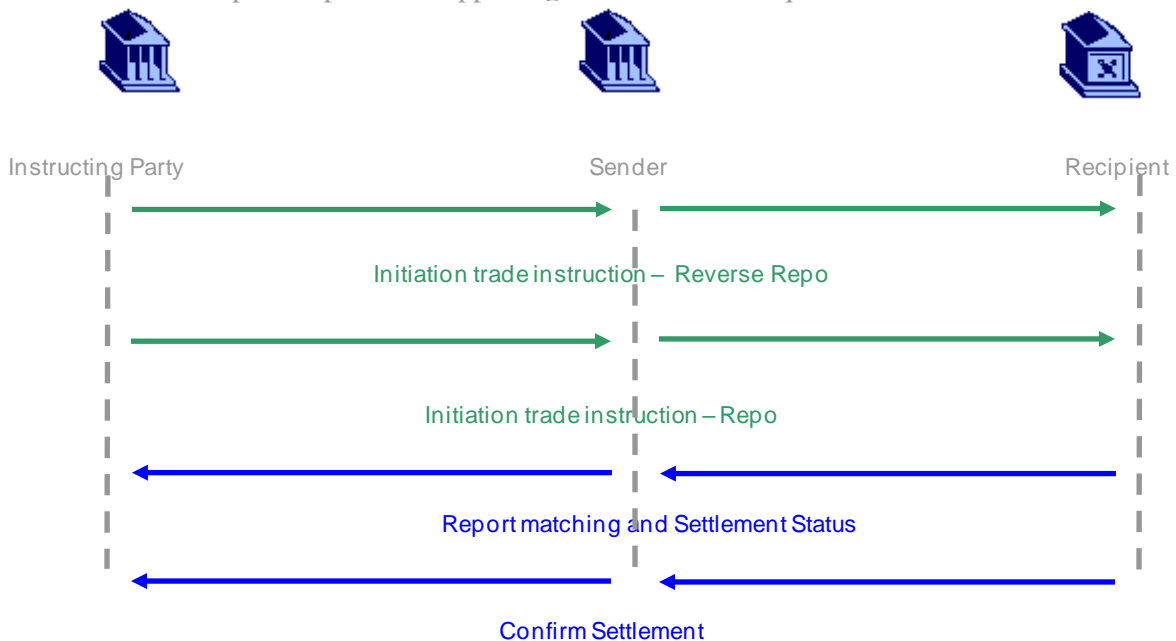 Instructing Party
Sender
Recipient
Initiation trade instruction – Reverse Repo
Initiation trade instruction – Repo
Report matching and Settlement Status
Confirm Settlement